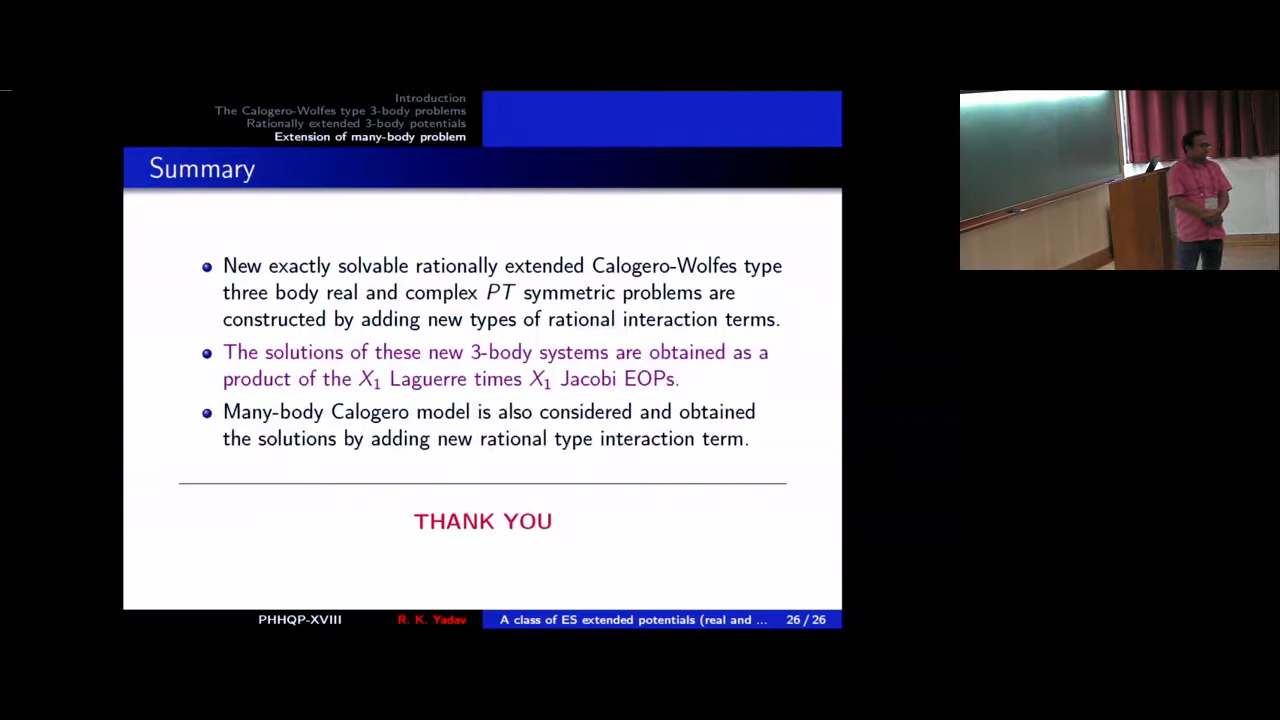 Introduction
The Calogero-Wolfes type 3-body problems
Rationally extended 3-body potentials
Extension of many-body problem
Summary
New exactly solvable rationally extended Calogero-Wolfes type
three body real and complex PT symmetric problems are
constructed by adding new types of rational interaction terms.
The solutions of these new 3-body systems are obtained as a
product of the X₁ Laguerre times X₁ Jacobi EOPs.
Many-body Calogero model is also considered and obtained
the solutions by adding new rational type interaction term.
THANK YOU
PHHQP-XVIII R. K. Yadav A class of ES extended potentials (real and ... 26 / 26